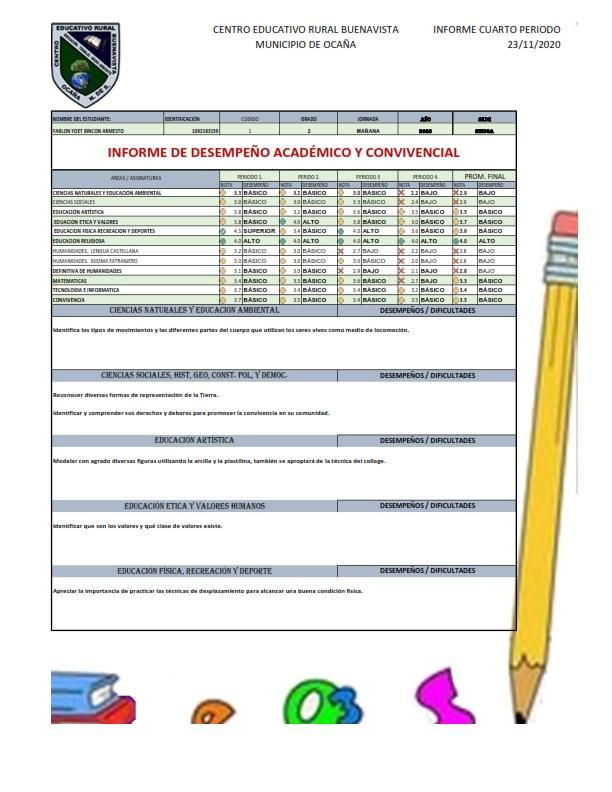 EDUCATIVO RURAL
CENTRO
BUENAVISTA
OCAÑA N. DE S.
CENTRO EDUCATIVO RURAL BUENAVISTA INFORME CUARTO PERIODO
MUNICIPIO DE OCAÑA 23/11/2020
NOMBRE DEL ESTUDIANTE: IDENTIFICACIÓN CODIGO GRADO JORNADA AÑO SEDE
YARLON YOET RINCON ARMESTO 1092183159 1 2 MAÑANA 2020
INFORME DE DESEMPEÑO ACADÉMICO Y CONVIVENCIAL
AREAS / ASIGNATURAS PERIODO 1. PERIODO 2. PERIODO 3 PERIODO 4. PROM. FINAL
NOTA DESEMPEÑO NOTA DESEMPEÑO NOTA DESEMPEÑO NOTA DESEMPEÑO NOTA DESEMPEÑO
CIENCIAS NATURALES Y EDUCACIÓN AMBIENTAL 3.3 BÁSICO 3.2 BÁSICO 3.0 BÁSICO 2.2 BAJO 2.9 BAJO
CIENCIAS SOCIALES 3.0 BÁSICO 3.0 BÁSICO 3.3 BÁSICO 2.4 BAJO 2.9 BAJO
EDUCACION ARTÍSTICA 3.8 BÁSICO 3.2 BÁSICO 3.6 BÁSICO 3.5 BÁSICO 3.5 BÁSICO
EDUACION ETICA Y VALORES 3.8 BÁSICO 4.0 ALTO 3.8 BÁSICO 3.0 BÁSICO 3.7 BÁSICO
EDUCACION FISICA RECREACION Y DEPORTES 4.5 SUPERIOR 3.4 BÁSICO 4.0 ALTO 3.6 BÁSICO 3.9 BÁSICO
EDUCACION RELIGIOSA 4.0 ALTO 4.0 ALTO 4.0 ALTO 4.0 ALTO 4.0 ALTO
HUMANIDADES; LENGUA CASTELLANA 3.2 BÁSICO 3.0 BÁSICO 2.7 BAJO 2.2 BAJO 2.8 BAJO
HUMANIDADES: IDIOMA EXTRANJERO 3.0 BÁSICO 3.0 BÁSICO 3.0 BÁSICO 2.0 BAJO 2.8 BAJO
DEFINITIVA DE HUMANIDADES 3.1 BÁSICO 3.0 BÁSICO 2.9 BAJO 2.1 BAJO 2.8 BAJO
MATEMATICAS 3.4 BÁSICO 3.4 BÁSICO 3.6 BÁSICO 2.7 BAJO 3.3 BÁSICO
TECNOLOGIA E INFORMATICA 3.7 BÁSICO 3.4 BÁSICO 3.4 BÁSICO 3.2 BÁSICO 3.4 BÁSICO
CONVIVENCIA 3.7 BÁSICO 3.5 BÁSICO 3.5 BÁSICO 3.2 BÁSICO 3.5 BÁSICO
CIENCIAS NATURALES Y EDUCACION AMBIENTAL DESEMPEÑOS / DIFICULTADES
Identifica los tipos de movimientos y las diferentes partes del cuerpo que utilizan los seres vivos como medio de locomoción.
CIENCIAS SOCIALES, HIST, GEO, CONST. POL, Y DEMOC. DESEMPEÑOS / DIFICULTADES
Reconocer diversas formas de representación de la Tierra.
Identificar y comprender sus derechos y deberes para promover la convivencia en su comunidad.
EDUCACION ARTÍSTICA DESEMPEÑOS / DIFICULTADES
Modelar con agrado diversas figuras utilizando la arcilla y la plastilina, también se apropiará de la técnica del collage.
EDUCACIÓN ETICA Y VALORES HUMANOS DESEMPEÑOS / DIFICULTADES
Identificar que son los valores y qué clase de valores existe.
EDUCACIÓN FÍSICA, RECREACIÓN Y DEPORTE DESEMPEÑOS / DIFICULTADES
Apreciar la importancia de practicar las técnicas de desplazamiento para alcanzar una buena condición física.